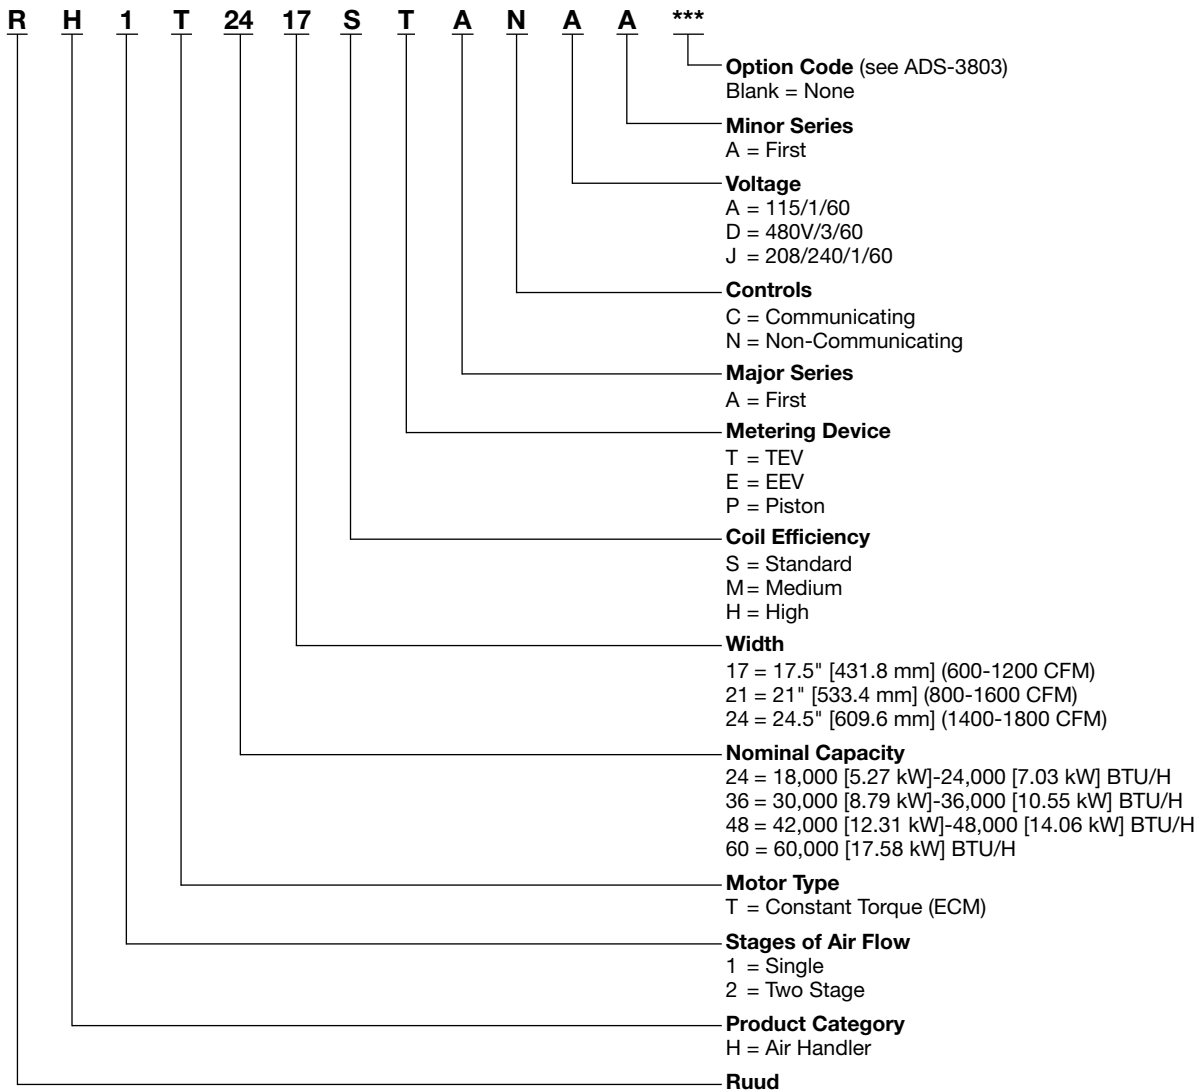 R H 1 T 24 17 S T A N A A ***
Option Code (see ADS-3803)
Blank = None
Minor Series
A = First
Voltage
A = 115/1/60
D = 480V/3/60
J = 208/240/1/60
Controls
C = Communicating
N = Non-Communicating
Major Series
A = First
Metering Device
T = TEV
E = EEV
P = Piston
Coil Efficiency
S = Standard
M = Medium
H = High
Width
17 = 17.5" [431.8 mm] (600-1200 CFM)
21 = 21" [533.4 mm] (800-1600 CFM)
24 = 24.5" [609.6 mm] (1400-1800 CFM)
Nominal Capacity
24 = 18,000 [5.27 kW]-24,000 [7.03 kW] BTU/H
36 = 30,000 [8.79 kW]-36,000 [10.55 kW] BTU/H
48 = 42,000 [12.31 kW]-48,000 [14.06 kW] BTU/H
60 = 60,000 [17.58 kW] BTU/H
Motor Type
T = Constant Torque (ECM)
Stages of Air Flow
1 = Single
2 = Two Stage
Product Category
H = Air Handler
Ruud